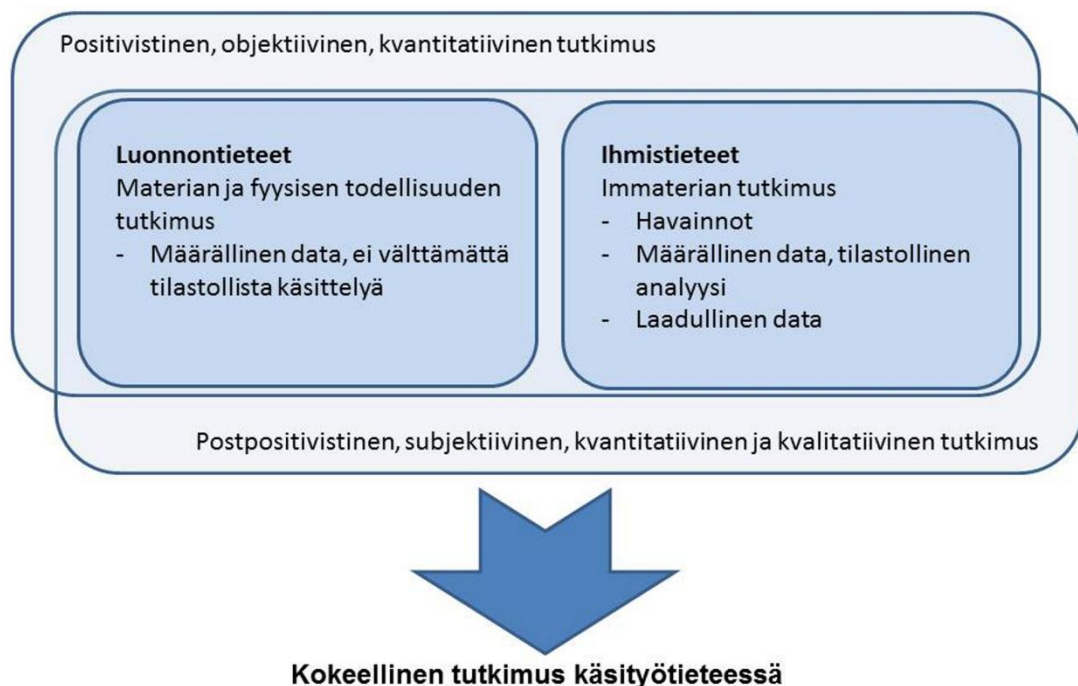 Positivistinen, objektiivinen, kvantitatiivinen tutkimus
Luonnontieteet
Materian ja fyysisen todellisuuden
tutkimus
- Määrällinen data, ei välttämättä
tilastollista käsittelyä
Ihmistieteet
Immaterian tutkimus
- Havainnot
- Määrällinen data, tilastollinen
analyysi
- Laadullinen data
Postpositivistinen, subjektiivinen, kvantitatiivinen ja kvalitatiivinen tutkimus
Kokeellinen tutkimus käsityötieteessä